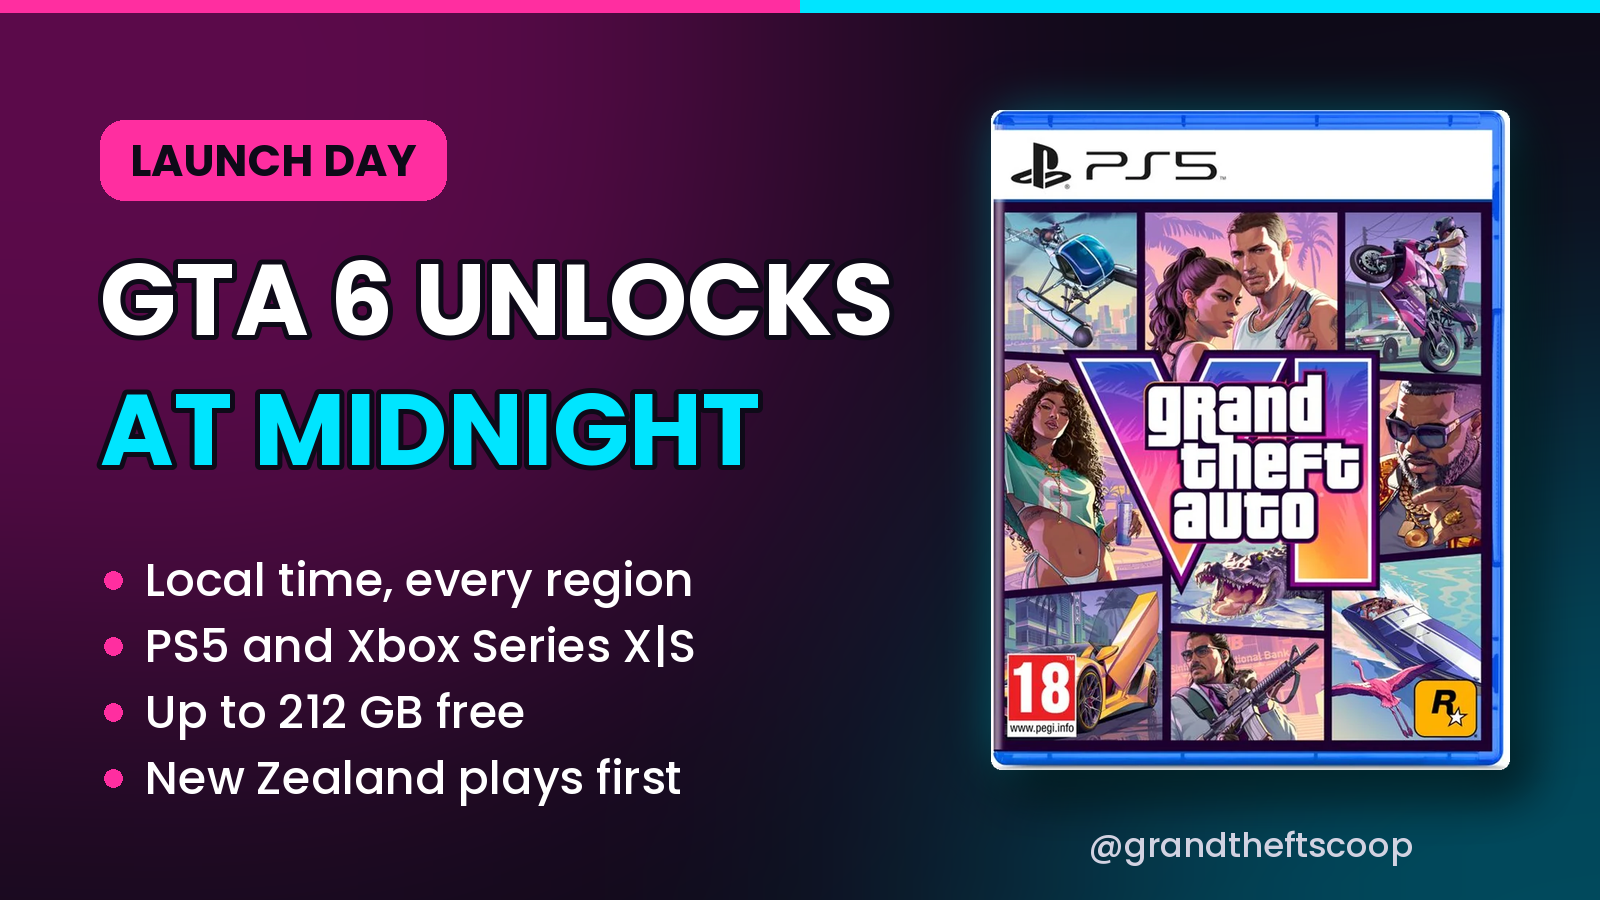 LAUNCH DAY
GTA 6 UNLOCKS
AT MIDNIGHT
Local time, every region
PS5 and Xbox Series X|S
Up to 212 GB free
New Zealand plays first
PS5
grand
theft
auto
VI
18
www.pegi.info
R
@grandtheftscoop